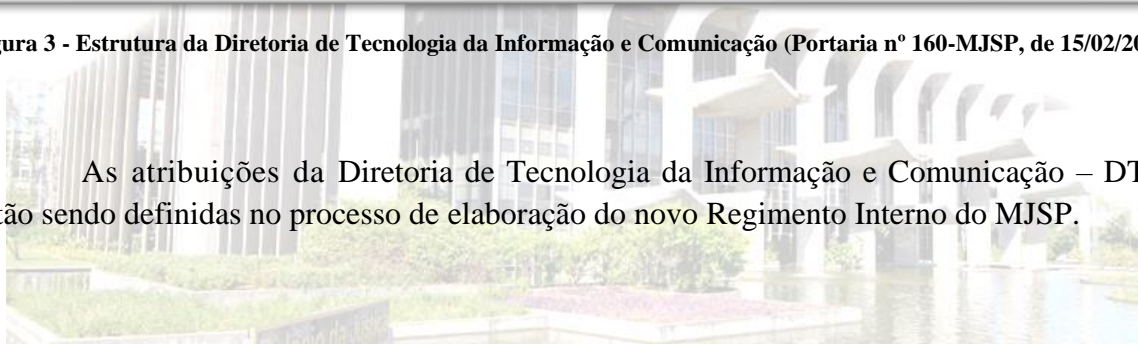 gura 3 - Estrutura da Diretoria de Tecnologia da Informação e Comunicação (Portaria nº 160-MJSP, de 15/02/20
As atribuições da Diretoria de Tecnologia da Informação e Comunicação – DT
tão sendo definidas no processo de elaboração do novo Regimento Interno do MJSP.